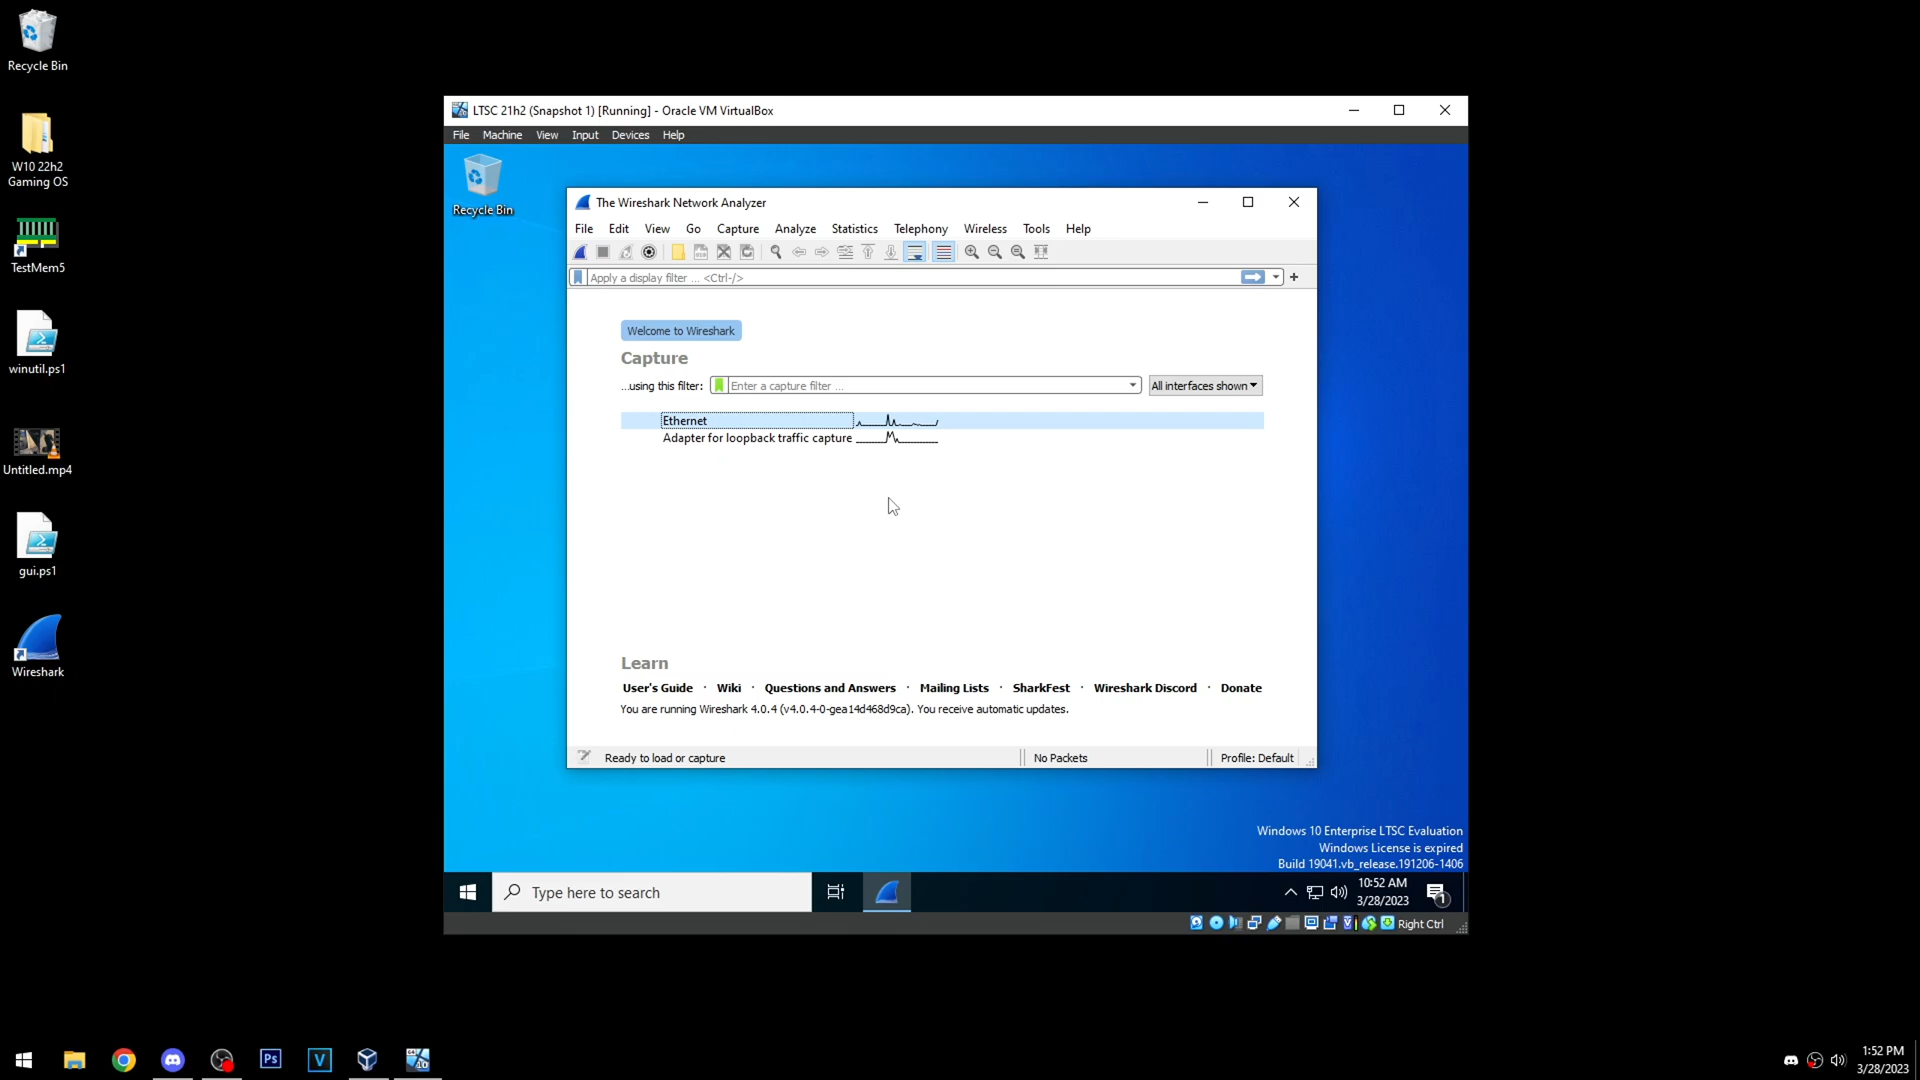 Recycle Bin
W10 22h2
Gaming OS
TestMem5
winutil.ps1
Untitled.mp4
gui.ps1
Wireshark
LTSC 21h2 (Snapshot 1) [Running] - Oracle VM VirtualBox
File Machine View Input Devices Help
Recycle Bin
The Wireshark Network Analyzer
File Edit View Go Capture Analyze Statistics Telephony Wireless Tools Help
Apply a display filter ... <Ctrl-/>
Welcome to Wireshark
Capture
...using this filter: Enter a capture filter ... All interfaces shown
Ethernet
Adapter for loopback traffic capture
Learn
User's Guide · Wiki · Questions and Answers · Mailing Lists · SharkFest · Wireshark Discord · Donate
You are running Wireshark 4.0.4 (v4.0.4-0-gea14d468d9ca). You receive automatic updates.
Ready to load or capture No Packets Profile: Default
Windows 10 Enterprise LTSC Evaluation
Windows License is expired
Build 19041.vb_release.191206-1406
Type here to search
10:52 AM
3/28/2023
1
Right Ctrl
Ps
V
1:52 PM
3/28/2023